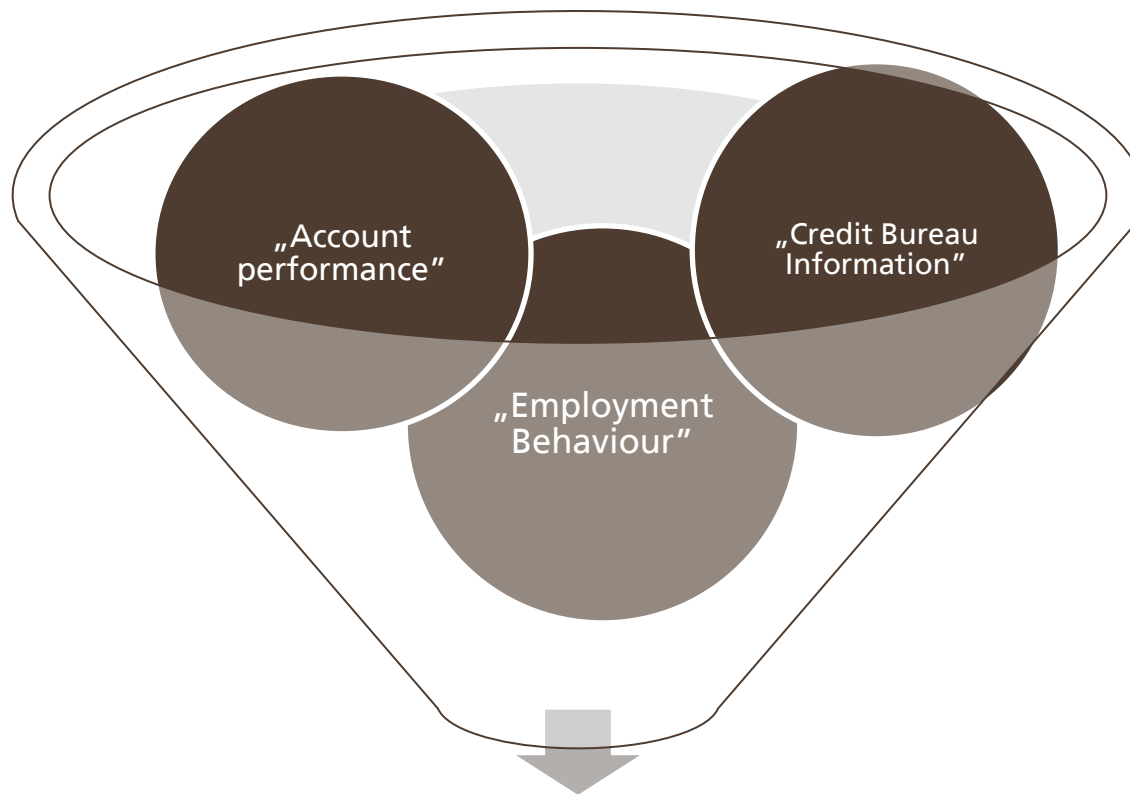 „Account
performance”
„Credit Bureau
Information”
„Employment
Behaviour”